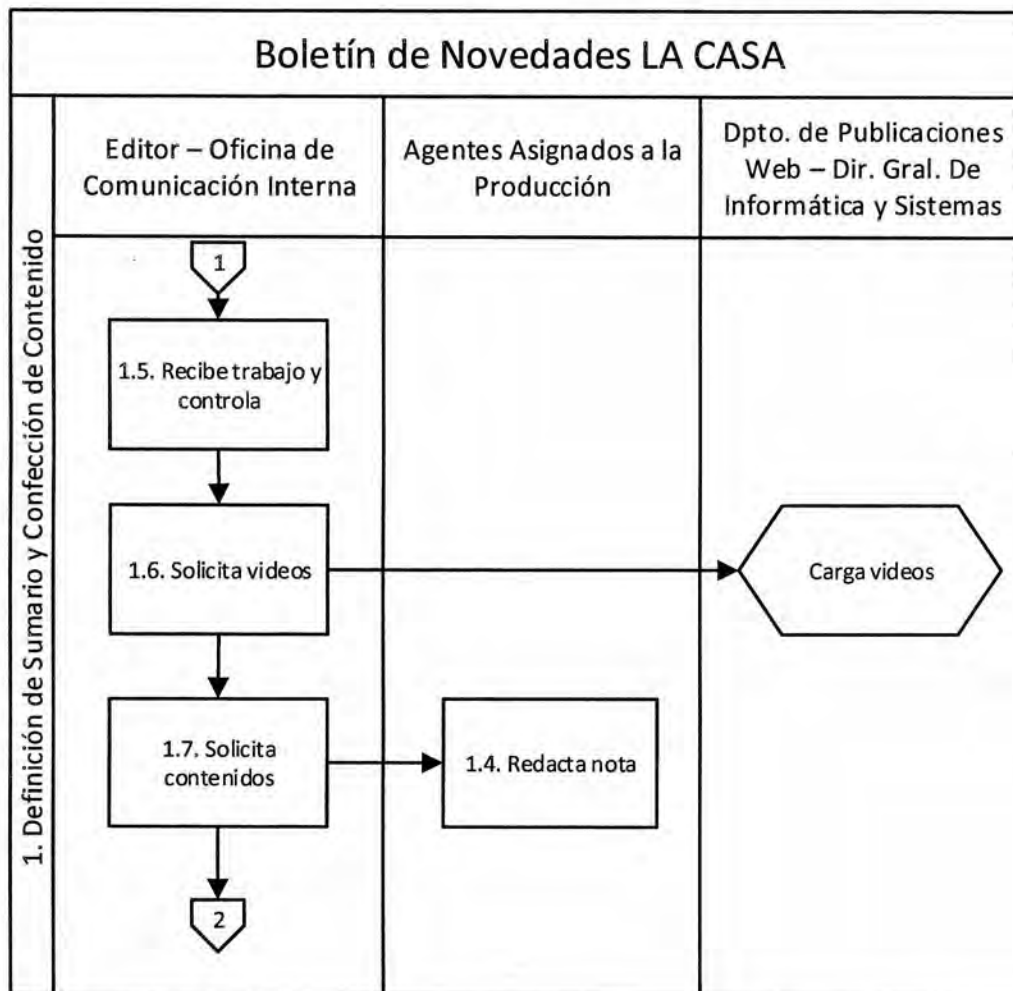 Boletín de Novedades LA CASA
1. Definición de Sumario y Confección de Contenido
Editor – Oficina de
Comunicación Interna
Agentes Asignados a la
Producción
Dpto. de Publicaciones
Web – Dir. Gral. De
Informática y Sistemas
1
1.5. Recibe trabajo y
controla
1.6. Solicita videos
Carga videos
1.7. Solicita
contenidos
1.4. Redacta nota
2